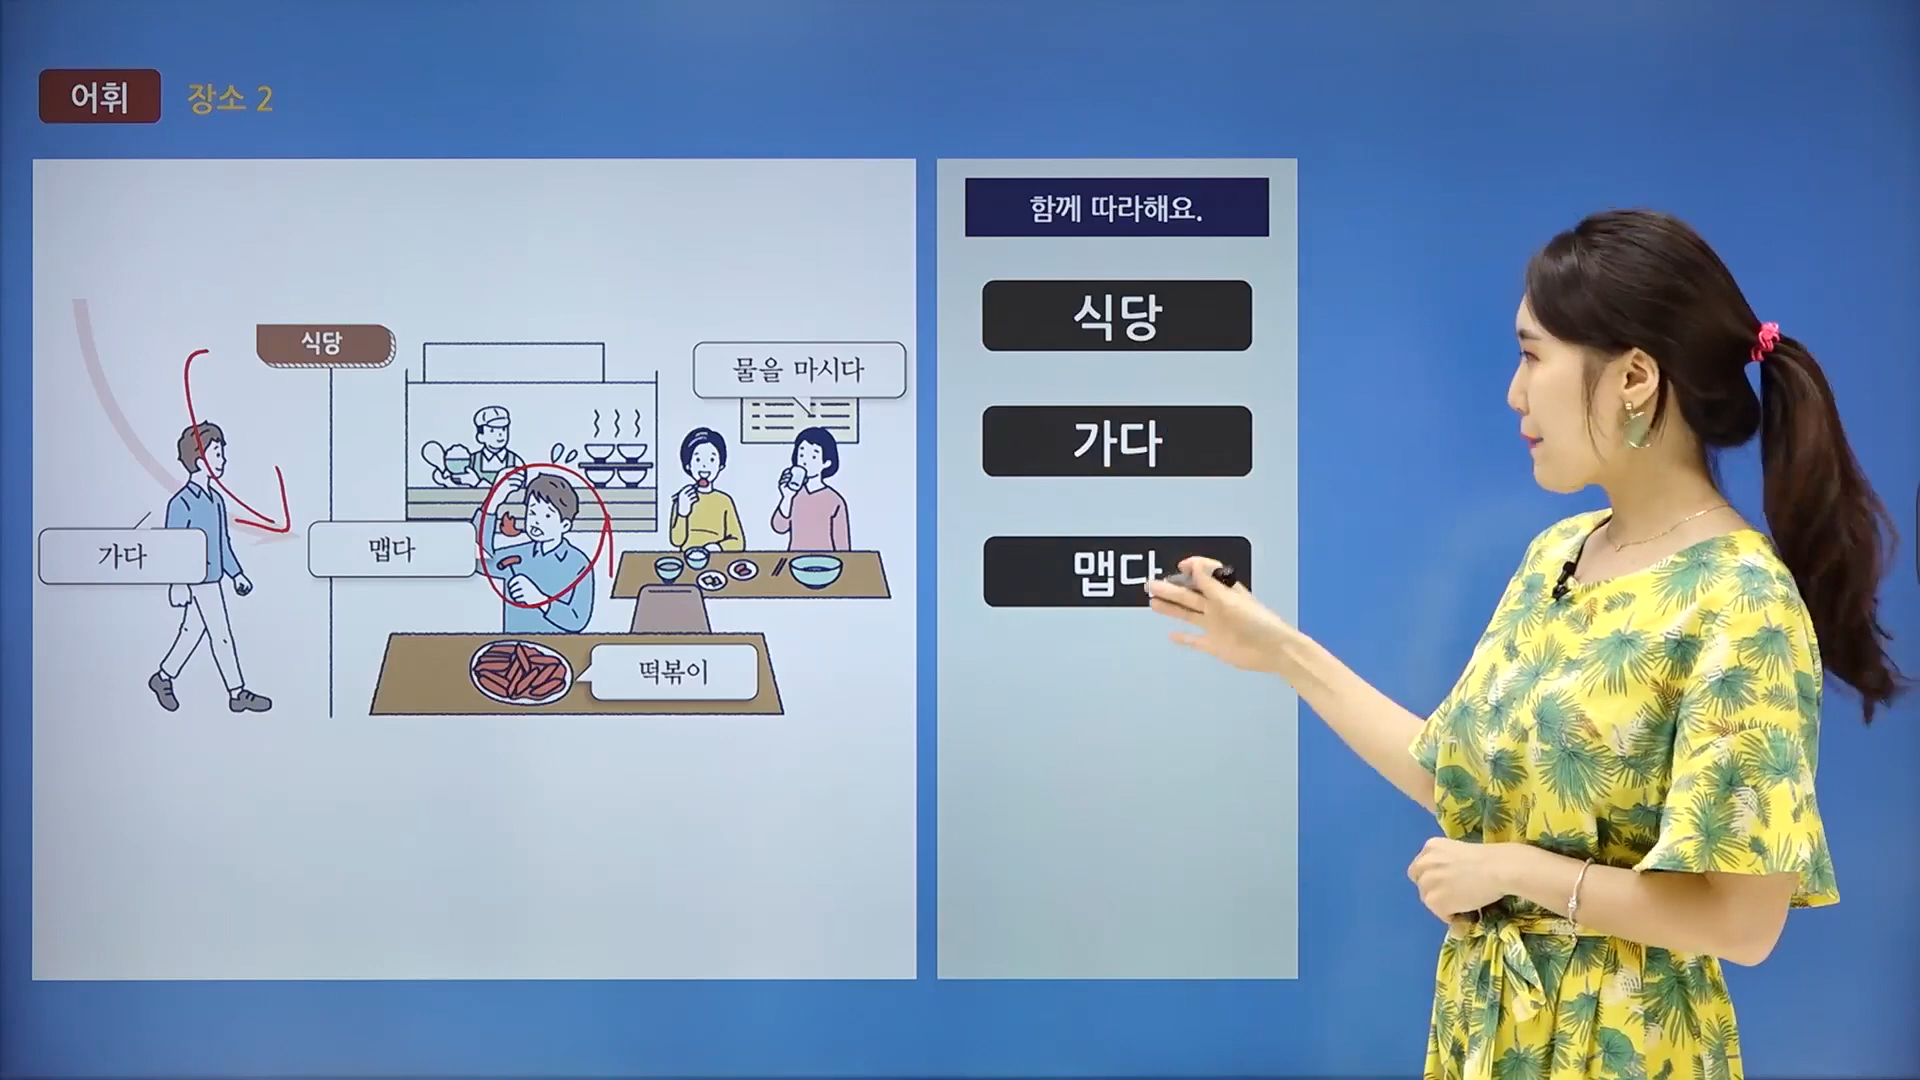 어휘
장소 2
식당
물을 마시다
가다
맵다
떡볶이
함께 따라해요.
식당
가다
맵다